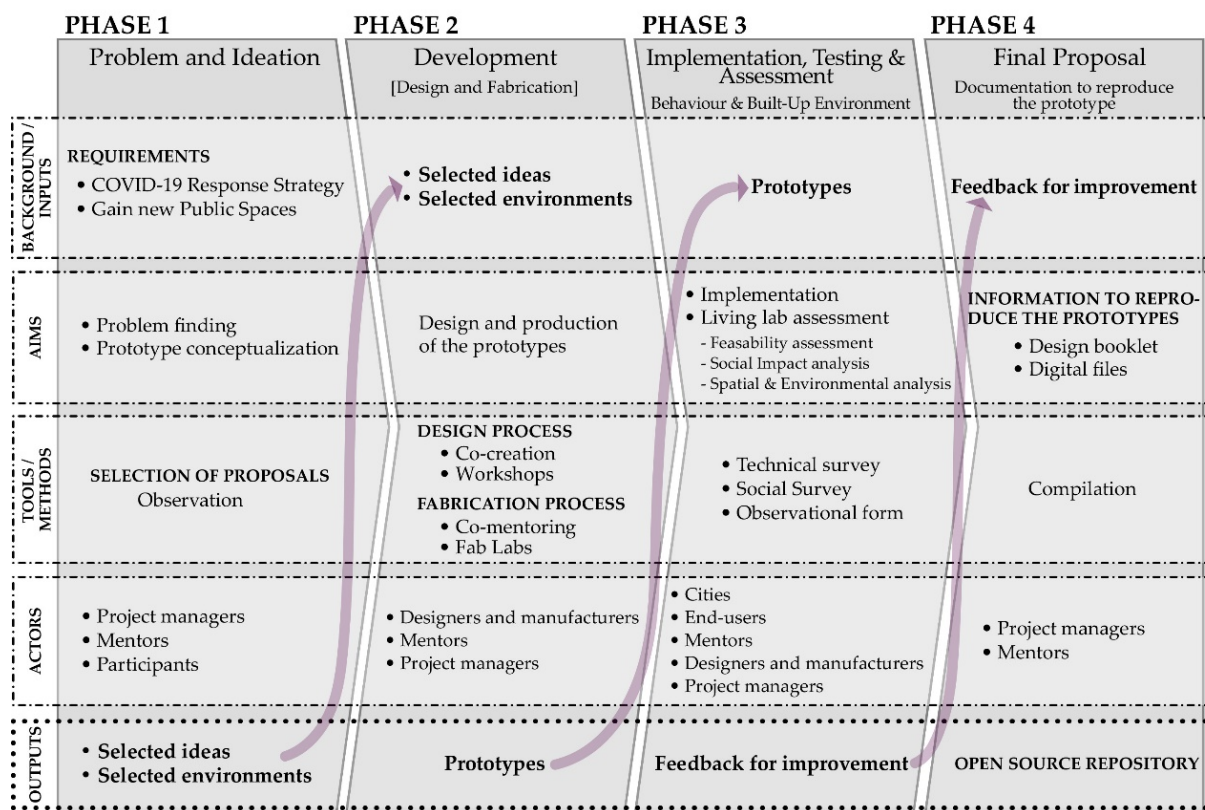 PHASE 1
PHASE 2
PHASE 3
PHASE 4
Problem and Ideation
Development
[Design and Fabrication]
Implementation, Testing &
Assessment
Behaviour & Built-Up Environment
Final Proposal
Documentation to reproduce
the prototype
BACKGROUND /
INPUTS
REQUIREMENTS
• COVID-19 Response Strategy
• Gain new Public Spaces
• Selected ideas
• Selected environments
Prototypes
Feedback for improvement
AIMS
• Problem finding
• Prototype conceptualization
Design and production
of the prototypes
• Implementation
• Living lab assessment
- Feasability assessment
- Social Impact analysis
- Spatial & Environmental analysis
INFORMATION TO REPRO-
DUCE THE PROTOTYPES
• Design booklet
• Digital files
TOOLS /
METHODS
SELECTION OF PROPOSALS
Observation
DESIGN PROCESS
• Co-creation
• Workshops
FABRICATION PROCESS
• Co-mentoring
• Fab Labs
• Technical survey
• Social Survey
• Observational form
Compilation
ACTORS
• Project managers
• Mentors
• Participants
• Designers and manufacturers
• Mentors
• Project managers
• Cities
• End-users
• Mentors
• Designers and manufacturers
• Project managers
• Project managers
• Mentors
OUTPUTS
• Selected ideas
• Selected environments
Prototypes
Feedback for improvement
OPEN SOURCE REPOSITORY